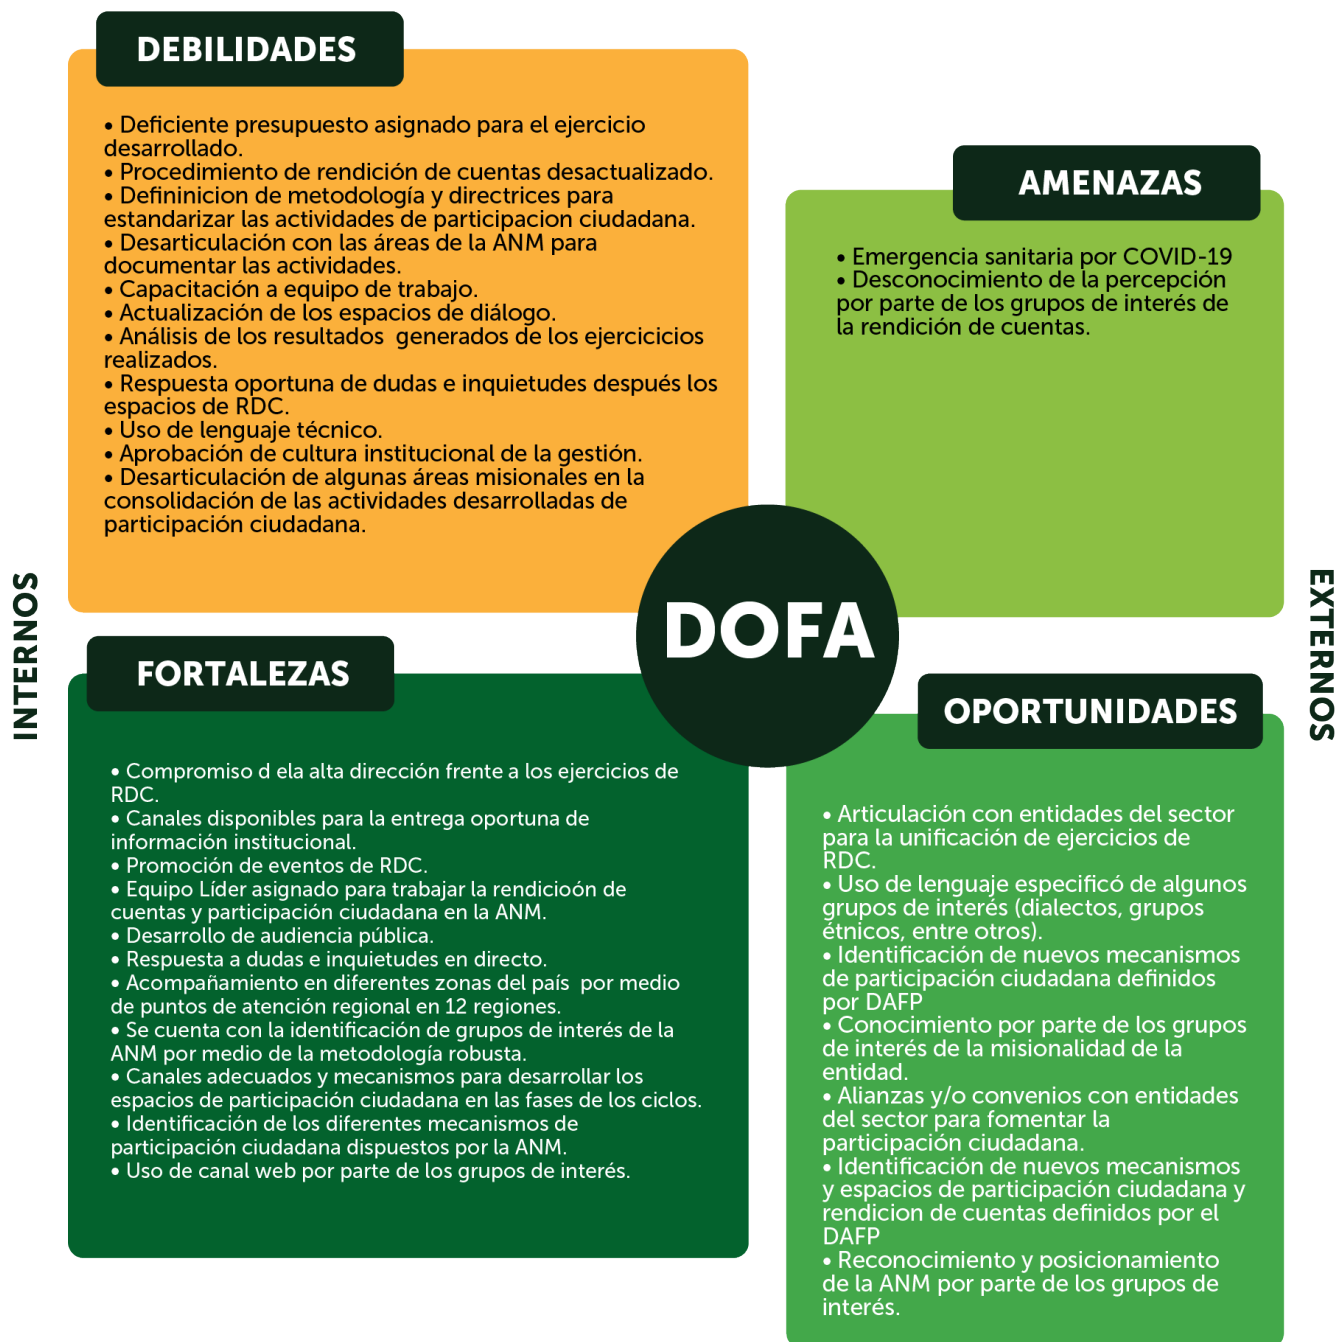 DEBILIDADES
• Deficiente presupuesto asignado para el ejercicio
desarrollado.
• Procedimiento de rendición de cuentas desactualizado.
• Defininicion de metodología y directrices para
estandarizar las actividades de participacion ciudadana.
• Desarticulación con las áreas de la ANM para
documentar las actividades.
• Capacitación a equipo de trabajo.
• Actualización de los espacios de diálogo.
• Análisis de los resultados  generados de los ejercicicios
realizados.
• Respuesta oportuna de dudas e inquietudes después los
espacios de RDC.
• Uso de lenguaje técnico.
• Aprobación de cultura institucional de la gestión.
• Desarticulación de algunas áreas misionales en la
consolidación de las actividades desarrolladas de
participación ciudadana.
AMENAZAS
• Emergencia sanitaria por COVID-19
• Desconocimiento de la percepción
por parte de los grupos de interés de
la rendición de cuentas.
INTERNOS
DOFA
EXTERNOS
FORTALEZAS
• Compromiso d ela alta dirección frente a los ejercicios de
RDC.
• Canales disponibles para la entrega oportuna de
información institucional.
• Promoción de eventos de RDC.
• Equipo Líder asignado para trabajar la rendicioón de
cuentas y participación ciudadana en la ANM.
• Desarrollo de audiencia pública.
• Respuesta a dudas e inquietudes en directo.
• Acompañamiento en diferentes zonas del país  por medio
de puntos de atención regional en 12 regiones.
• Se cuenta con la identificación de grupos de interés de la
ANM por medio de la metodología robusta.
• Canales adecuados y mecanismos para desarrollar los
espacios de participación ciudadana en las fases de los ciclos.
• Identificación de los diferentes mecanismos de
participación ciudadana dispuestos por la ANM.
• Uso de canal web por parte de los grupos de interés.
OPORTUNIDADES
• Articulación con entidades del sector
para la unificación de ejercicios de
RDC.
• Uso de lenguaje especificó de algunos
grupos de interés (dialectos, grupos
étnicos, entre otros).
• Identificación de nuevos mecanismos
de participación ciudadana definidos
por DAFP
• Conocimiento por parte de los grupos
de interés de la misionalidad de la
entidad.
• Alianzas y/o convenios con entidades
del sector para fomentar la
participación ciudadana.
• Identificación de nuevos mecanismos
y espacios de participación ciudadana y
rendicion de cuentas definidos por el
DAFP
• Reconocimiento y posicionamiento
de la ANM por parte de los grupos de
interés.